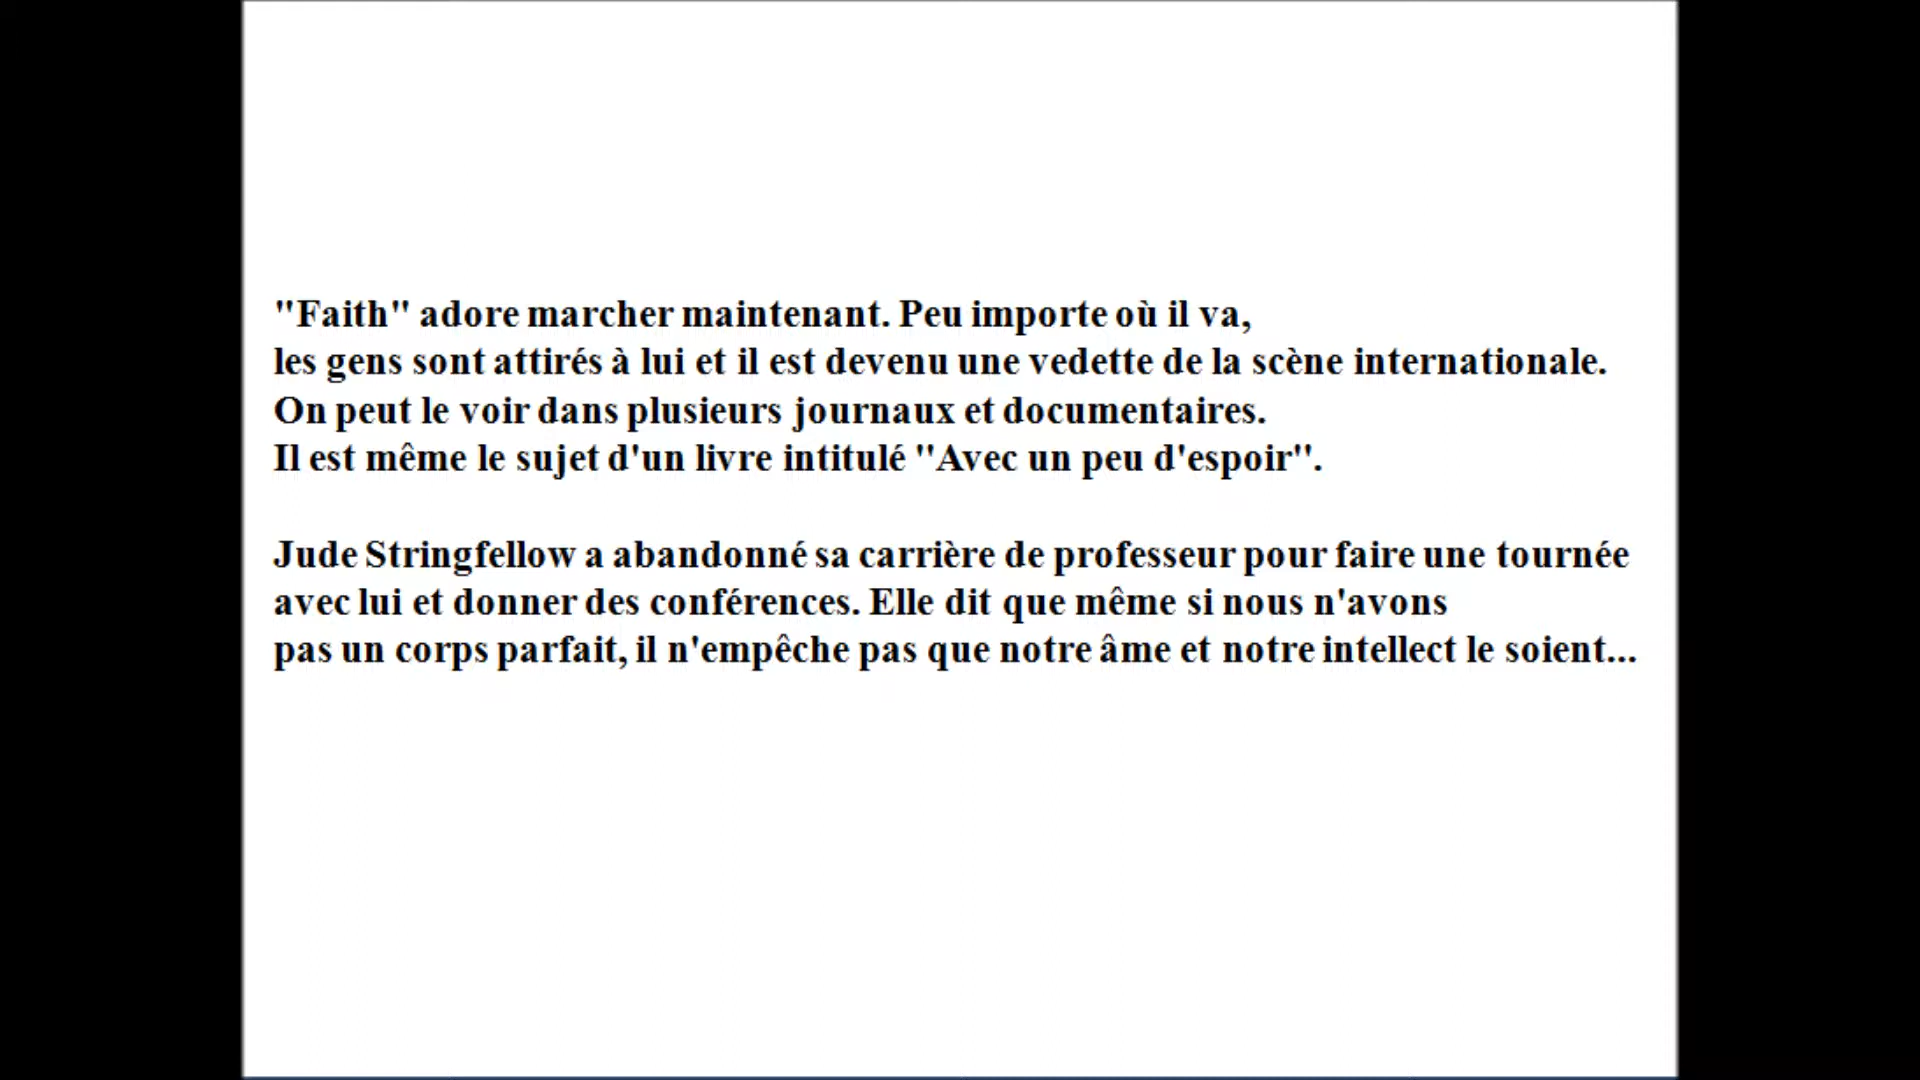 "Faith" adore marcher maintenant. Peu importe où il va,
les gens sont attirés à lui et il est devenu une vedette de la scène internationale.
On peut le voir dans plusieurs journaux et documentaires.
Il est même le sujet d'un livre intitulé "Avec un peu d'espoir".
Jude Stringfellow a abandonné sa carrière de professeur pour faire une tournée
avec lui et donner des conférences. Elle dit que même si nous n'avons
pas un corps parfait, il n'empêche pas que notre âme et notre intellect le soient...